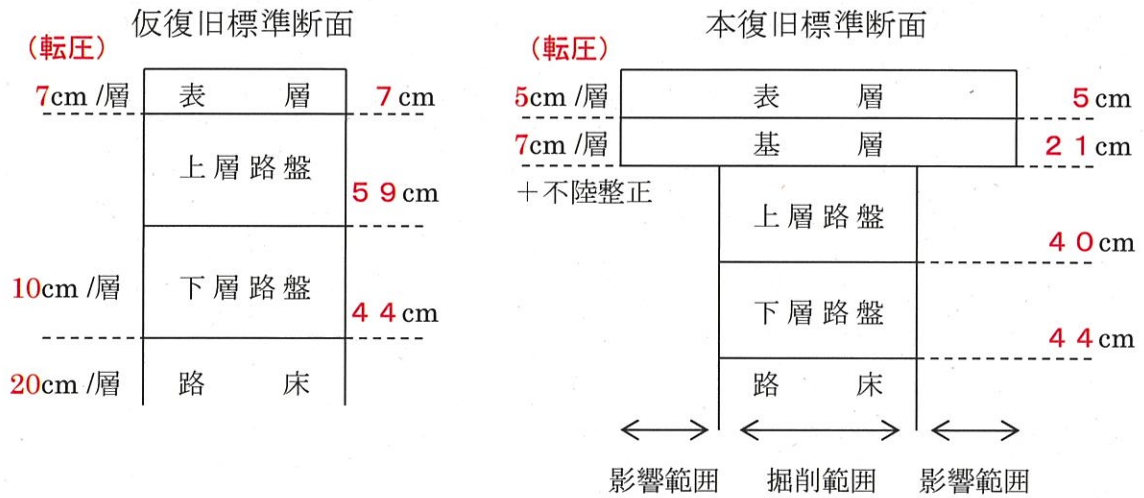 仮復旧標準断面
(転圧)
7cm /層 表 層 7cm
上層路盤
59cm
10cm /層 下層路盤
44cm
20cm /層 路 床
本復旧標準断面
(転圧)
5cm /層 表 層 5cm
7cm /層 基 層 21cm
+不陸整正
上層路盤
40cm
下層路盤
44cm
路 床
影響範囲 掘削範囲 影響範囲